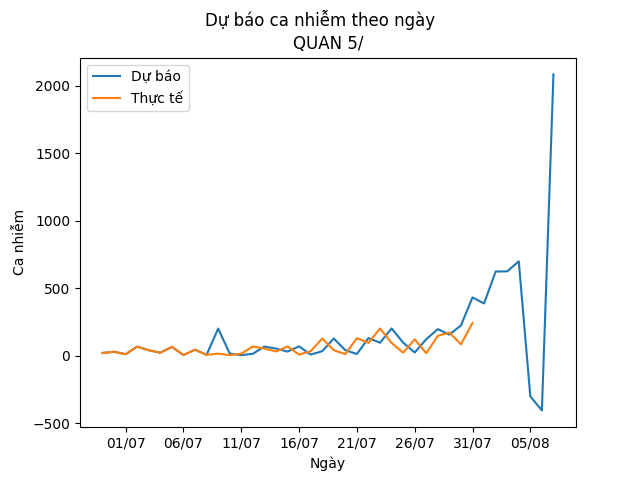 Dự báo ca nhiễm theo ngày
QUAN 5/
Dự báo
Thực tế
Ca nhiễm
2000
1500
1000
500
0
−500
01/07 06/07 11/07 16/07 21/07 26/07 31/07 05/08
Ngày